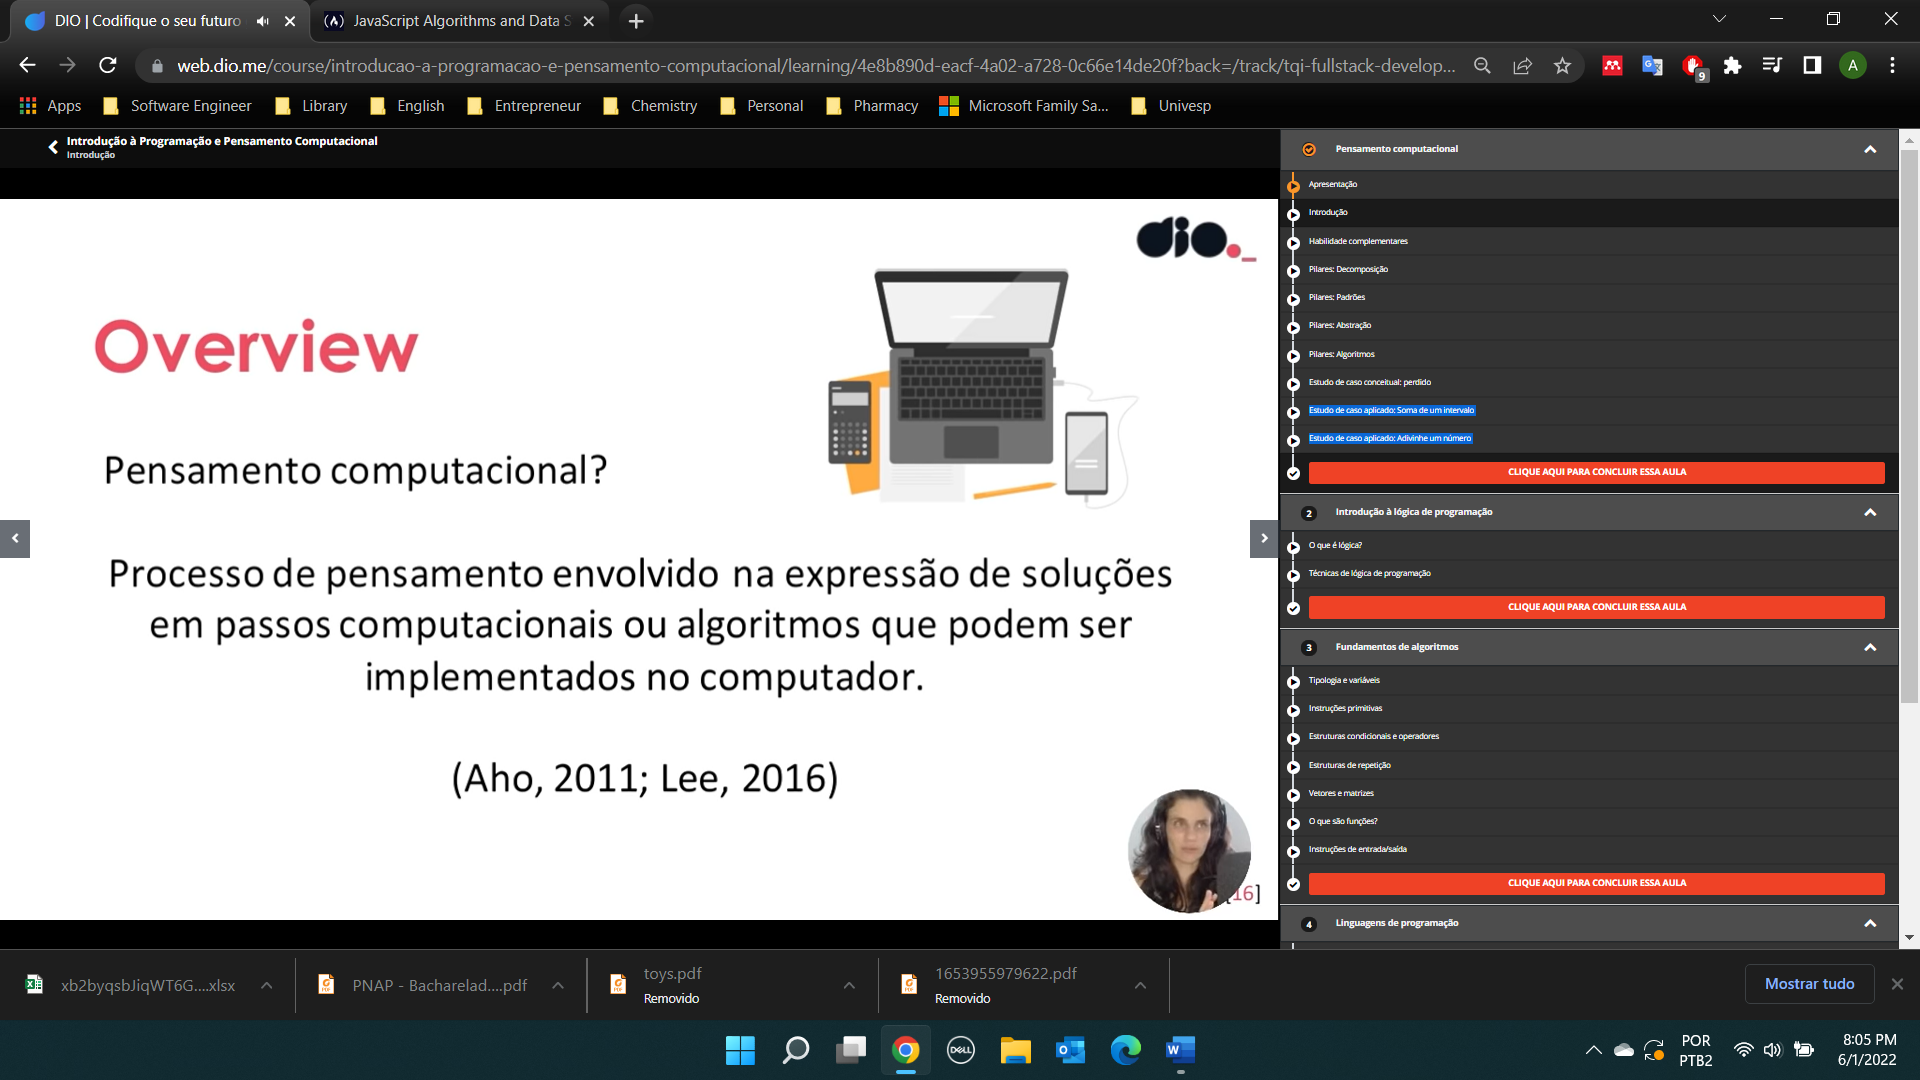 DIO | Codifique o seu futuro
JavaScript Algorithms and Data S
web.dio.me/course/introducao-a-programacao-e-pensamento-computacional/learning/4e8b890d-eacf-4a02-a728-0c66e14de20f?back=/track/tqi-fullstack-develop...
9
A
Apps
Software Engineer
Library
English
Entrepreneur
Chemistry
Personal
Pharmacy
Microsoft Family Sa...
Univesp
Introdução à Programação e Pensamento Computacional
Introdução
dio._
Overview
Pensamento computacional?
Processo de pensamento envolvido na expressão de soluções
em passos computacionais ou algoritmos que podem ser
implementados no computador.
(Aho, 2011; Lee, 2016)
[16]
Pensamento computacional
Apresentação
Introdução
Habilidade complementares
Pilares: Decomposição
Pilares: Padrões
Pilares: Abstração
Pilares: Algoritmos
Estudo de caso conceitual: perdido
Estudo de caso aplicado: Soma de um intervalo
Estudo de caso aplicado: Adivinhe um número
CLIQUE AQUI PARA CONCLUIR ESSA AULA
2 Introdução à lógica de programação
O que é lógica?
Técnicas de lógica de programação
CLIQUE AQUI PARA CONCLUIR ESSA AULA
3 Fundamentos de algoritmos
Tipologia e variáveis
Instruções primitivas
Estruturas condicionais e operadores
Estruturas de repetição
Vetores e matrizes
O que são funções?
Instruções de entrada/saída
CLIQUE AQUI PARA CONCLUIR ESSA AULA
4 Linguagens de programação
xb2byqsbJiqWT6G....xlsx
PNAP - Bacharelad....pdf
toys.pdf
Removido
1653955979622.pdf
Removido
Mostrar tudo
DELL
POR
PTB2
8:05 PM
6/1/2022